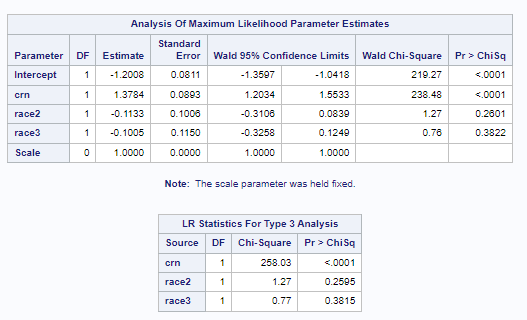 Analysis Of Maximum Likelihood Parameter Estimates
Parameter DF Estimate Standard Error Wald 95% Confidence Limits Wald Chi-Square Pr > ChiSq
Intercept 1 -1.2008 0.0811 -1.3597 -1.0418 219.27 <.0001
crn 1 1.3784 0.0893 1.2034 1.5533 238.48 <.0001
race2 1 -0.1133 0.1006 -0.3106 0.0839 1.27 0.2601
race3 1 -0.1005 0.1150 -0.3258 0.1249 0.76 0.3822
Scale 0 1.0000 0.0000 1.0000 1.0000
Note: The scale parameter was held fixed.
LR Statistics For Type 3 Analysis
Source DF Chi-Square Pr > ChiSq
crn 1 258.03 <.0001
race2 1 1.27 0.2595
race3 1 0.77 0.3815